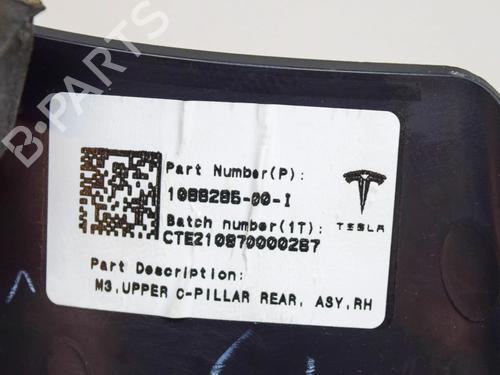 Part Number(P):
1088285-00-I
Batch number(1T):
CTE210870000287
TESLA
Part Description:
M3,UPPER C-PILLAR REAR, ASY,RH
B-PARTS